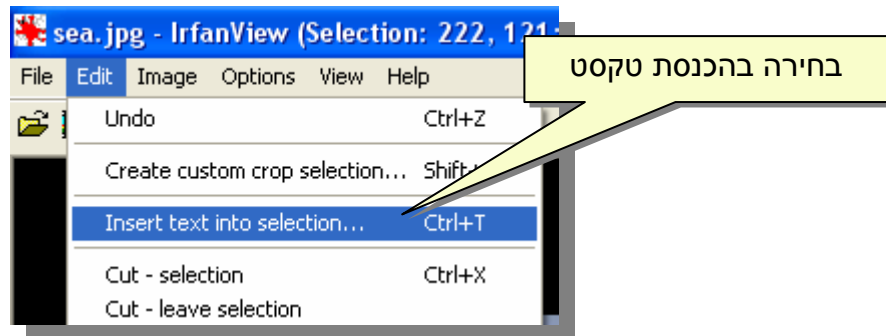 sea.jpg - IrfanView (Selection: 222, 121
בחירה בהכנסת טקסט
File Edit Image Options View Help
Undo Ctrl+Z
Create custom crop selection... Shift+
Insert text into selection... Ctrl+T
Cut - selection Ctrl+X
Cut - leave selection